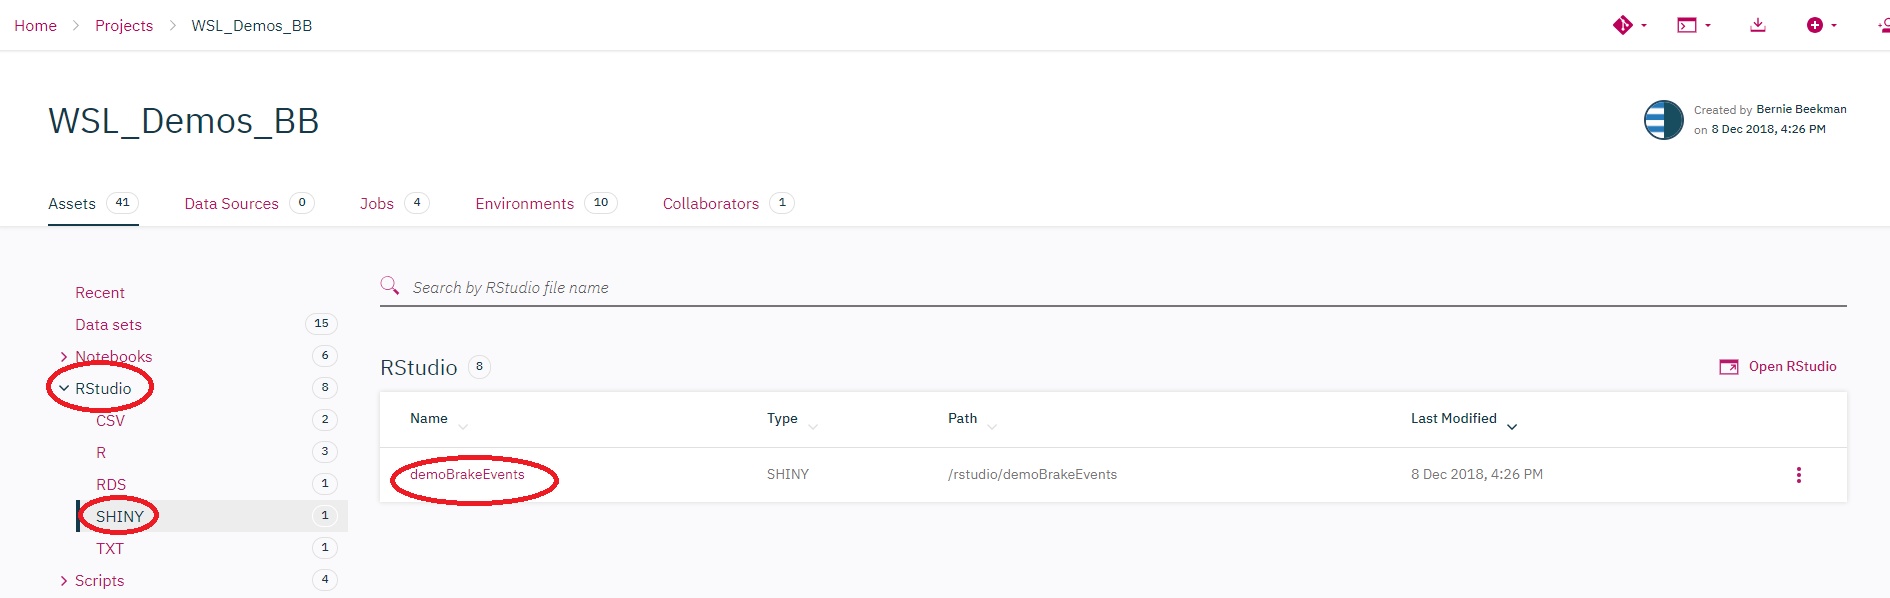 Home > Projects > WSL_Demos_BB
WSL_Demos_BB
Created by Bernie Beekman
on 8 Dec 2018, 4:26 PM
Assets 41 Data Sources 0 Jobs 4 Environments 10 Collaborators 1
Recent
Data sets 15
Notebooks 6
RStudio 8
CSV 2
R 3
RDS 1
SHINY 1
TXT 1
Scripts 4
Search by RStudio file name
RStudio 8
Open RStudio
Name Type Path Last Modified
demoBrakeEvents SHINY /rstudio/demoBrakeEvents 8 Dec 2018, 4:26 PM